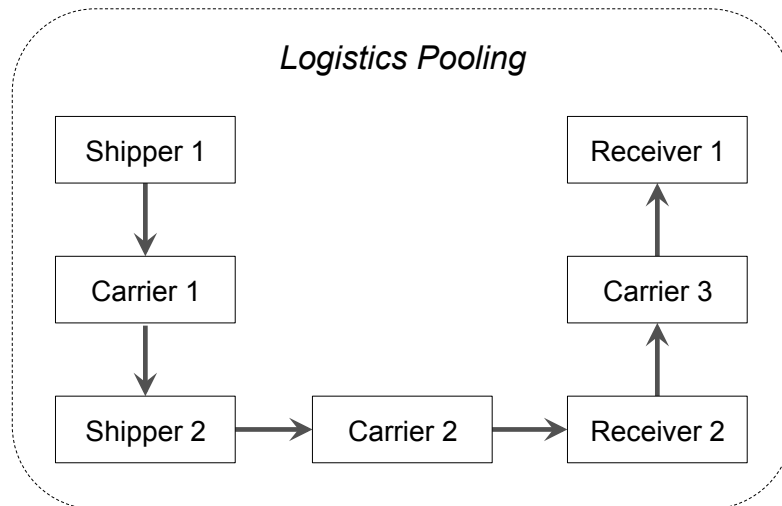 Logistics Pooling
Shipper 1
Receiver 1
Carrier 1
Carrier 3
Shipper 2
Carrier 2
Receiver 2